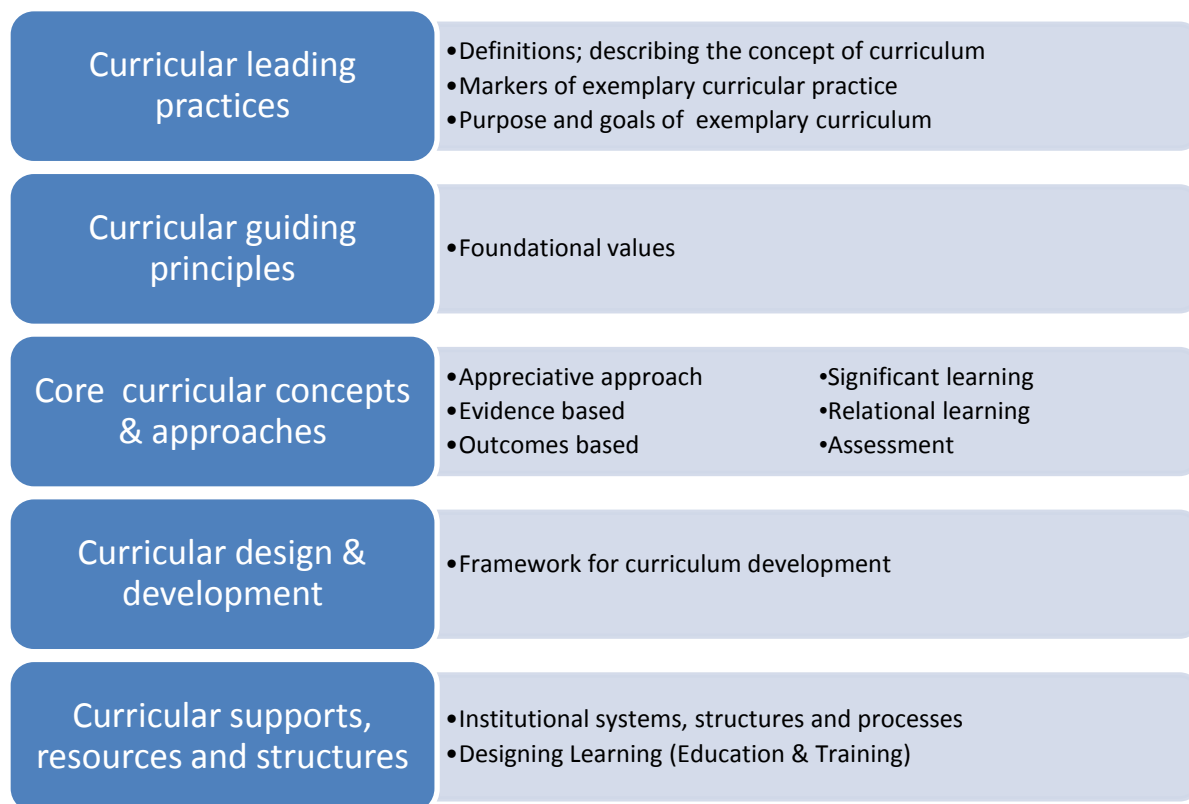 Curricular leading
practices
•Definitions; describing the concept of curriculum
•Markers of exemplary curricular practice
•Purpose and goals of exemplary curriculum
Curricular guiding
principles
•Foundational values
Core curricular concepts
& approaches
•Appreciative approach
•Evidence based
•Outcomes based
•Significant learning
•Relational learning
•Assessment
Curricular design &
development
•Framework for curriculum development
Curricular supports,
resources and structures
•Institutional systems, structures and processes
•Designing Learning (Education & Training)